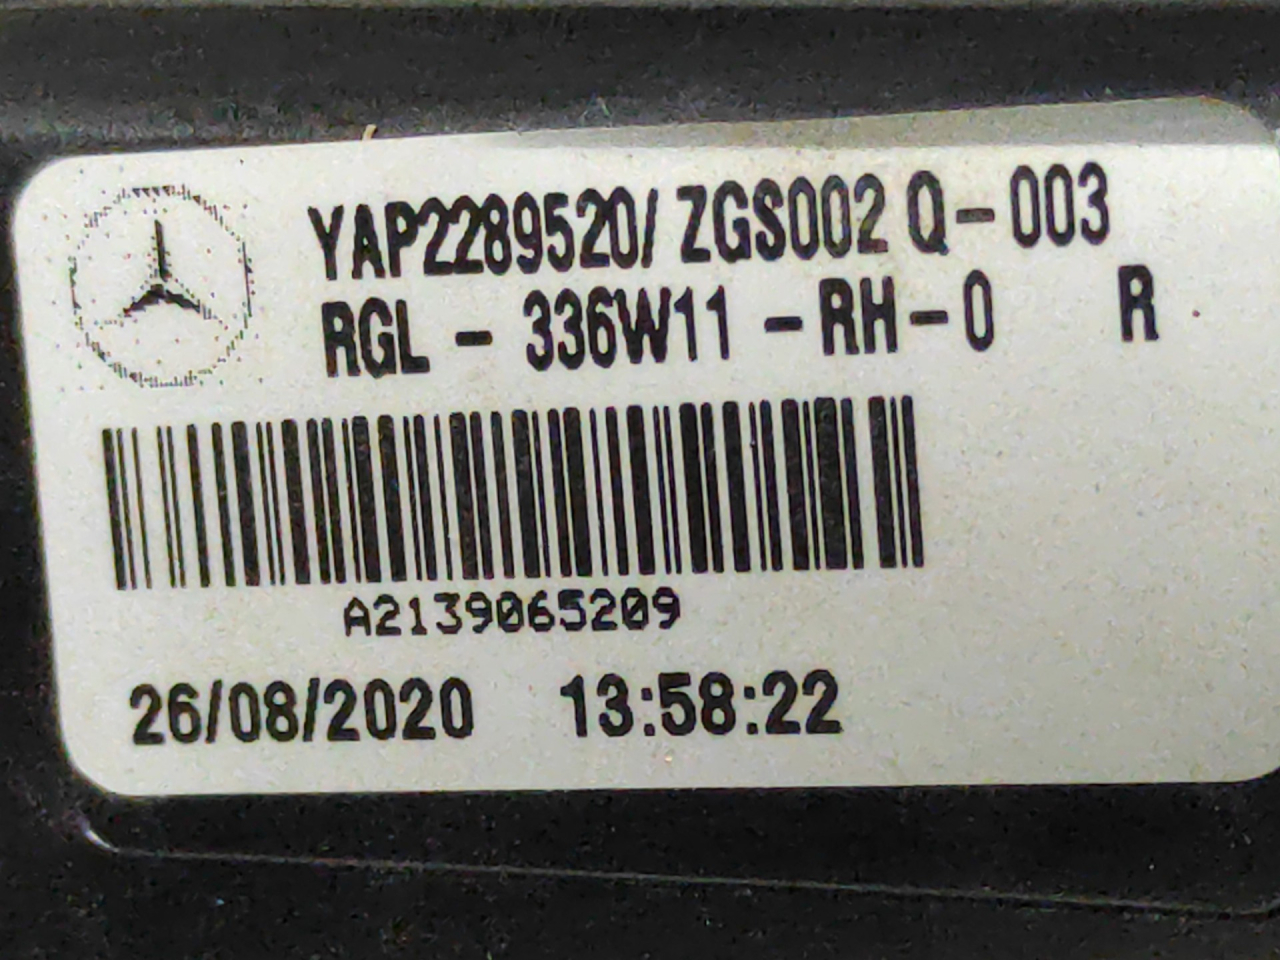 YAP2289520/ ZGS002 Q-003
RGL - 336W11 -RH-0 R
A2139065209
26/08/2020 13:58:22